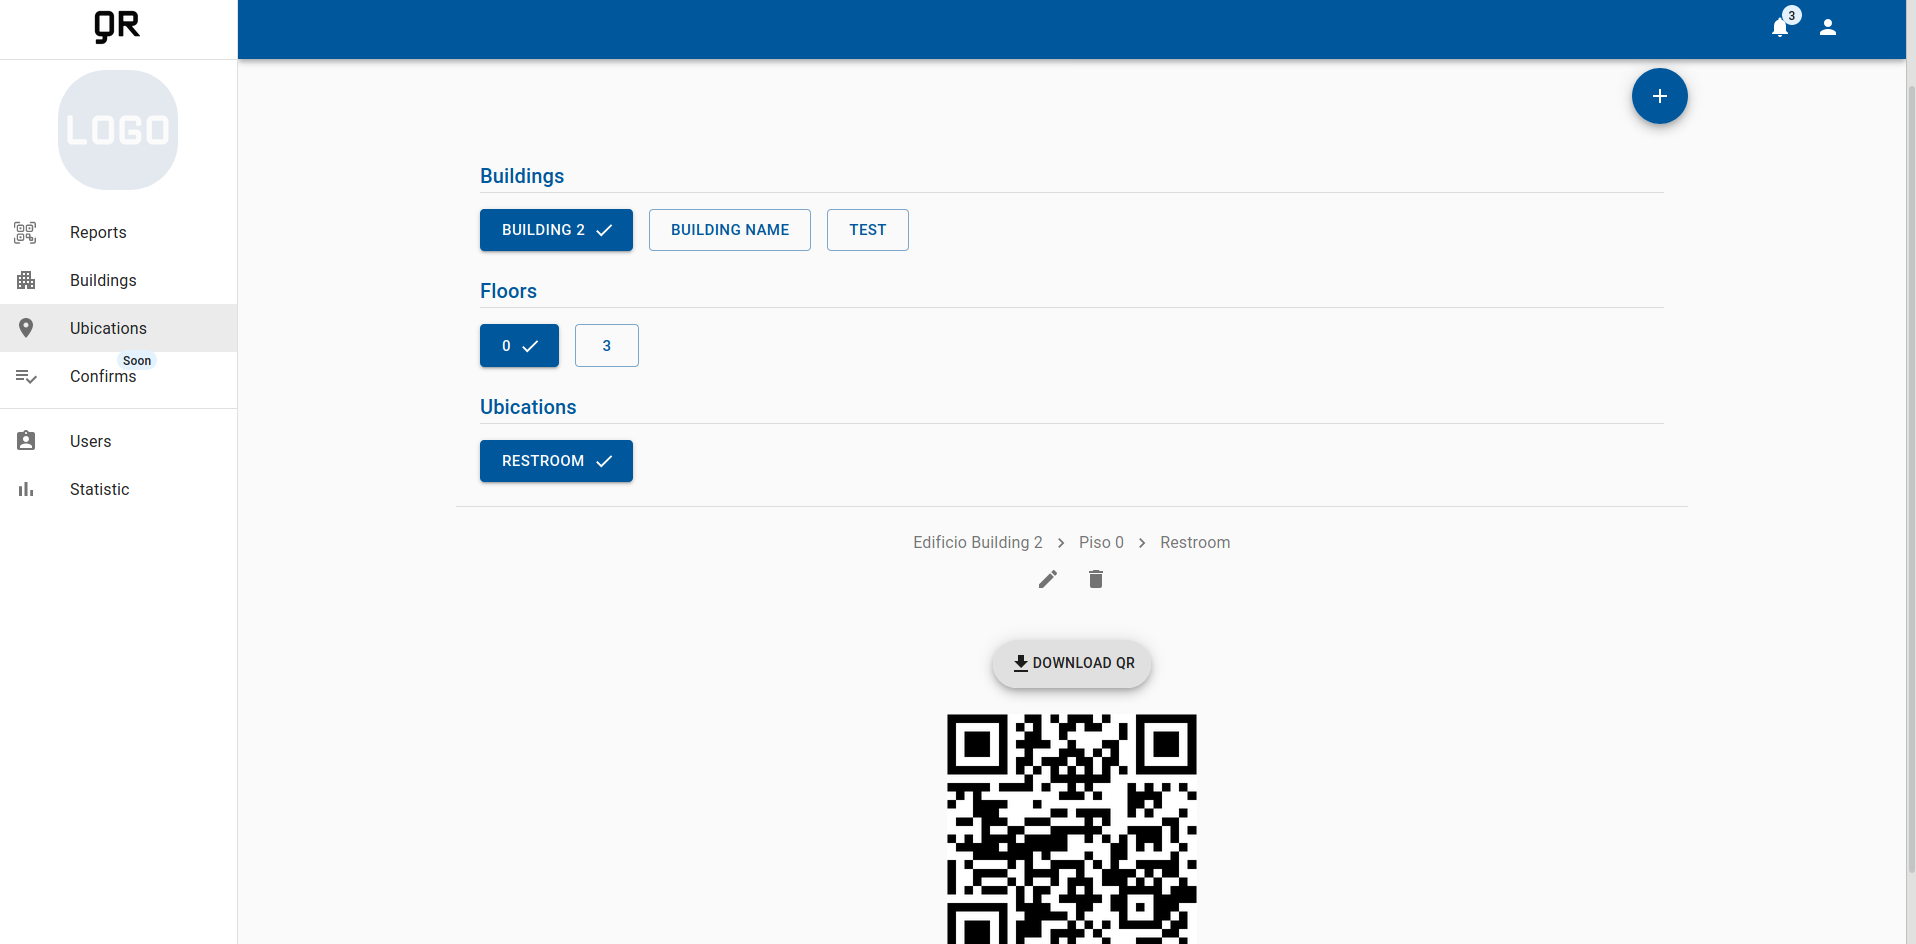 QR
3
LOGO
Reports
Buildings
Ubications
Soon
Confirms
Users
Statistic
Buildings
BUILDING 2
BUILDING NAME
TEST
Floors
0
3
Ubications
RESTROOM
Edificio Building 2 > Piso 0 > Restroom
DOWNLOAD QR